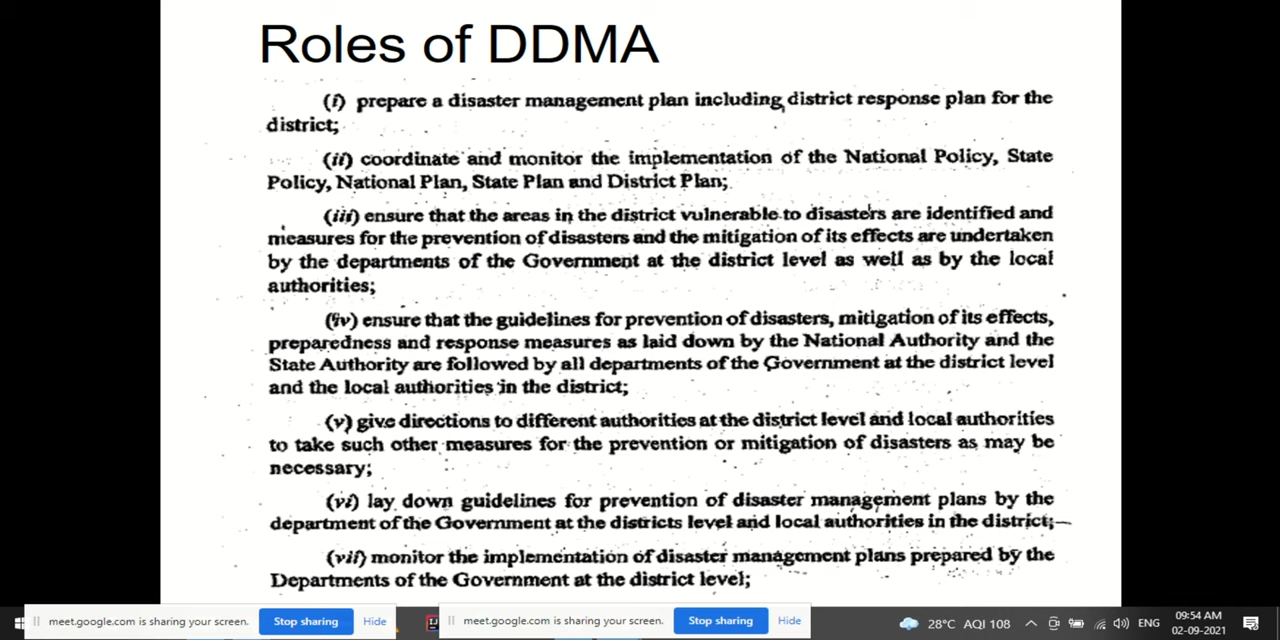 Roles of DDMA
(i) prepare a disaster management plan including district response plan for the
district;
(ii) coordinate and monitor the implementation of the National Policy, State
Policy, National Plan, State Plan and District Plan;
(iii) ensure that the areas in the district vulnerable to disasters are identified and
measures for the prevention of disasters and the mitigation of its effects are undertaken
by the departments of the Government at the district level as well as by the local
authorities;
(iv) ensure that the guidelines for prevention of disasters, mitigation of its effects,
preparedness and response measures as laid down by the National Authority and the
State Authority are followed by all departments of the Government at the district level
and the local authorities in the district;
(v) give directions to different authorities at the district level and local authorities
to take such other measures for the prevention or mitigation of disasters as may be
necessary;
(vi) lay down guidelines for prevention of disaster management plans by the
department of the Government at the districts level and local authorities in the district;
(vii) monitor the implementation of disaster management plans prepared by the
Departments of the Government at the district level;
meet.google.com is sharing your screen. Stop sharing Hide meet.google.com is sharing your screen. Stop sharing Hide 28°C AQI 108 ENG 09:54 AM
02-09-2021